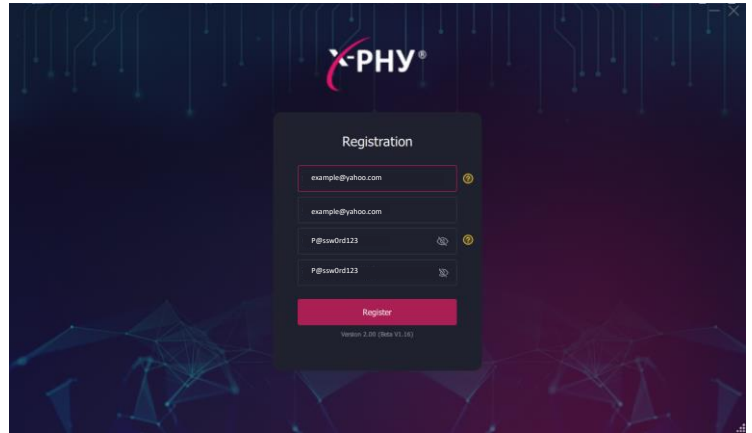 X-PHY®
Registration
example@yahoo.com
example@yahoo.com
P@ssw0rd123
P@ssw0rd123
Register
Version 2.00 (Beta V1.16)